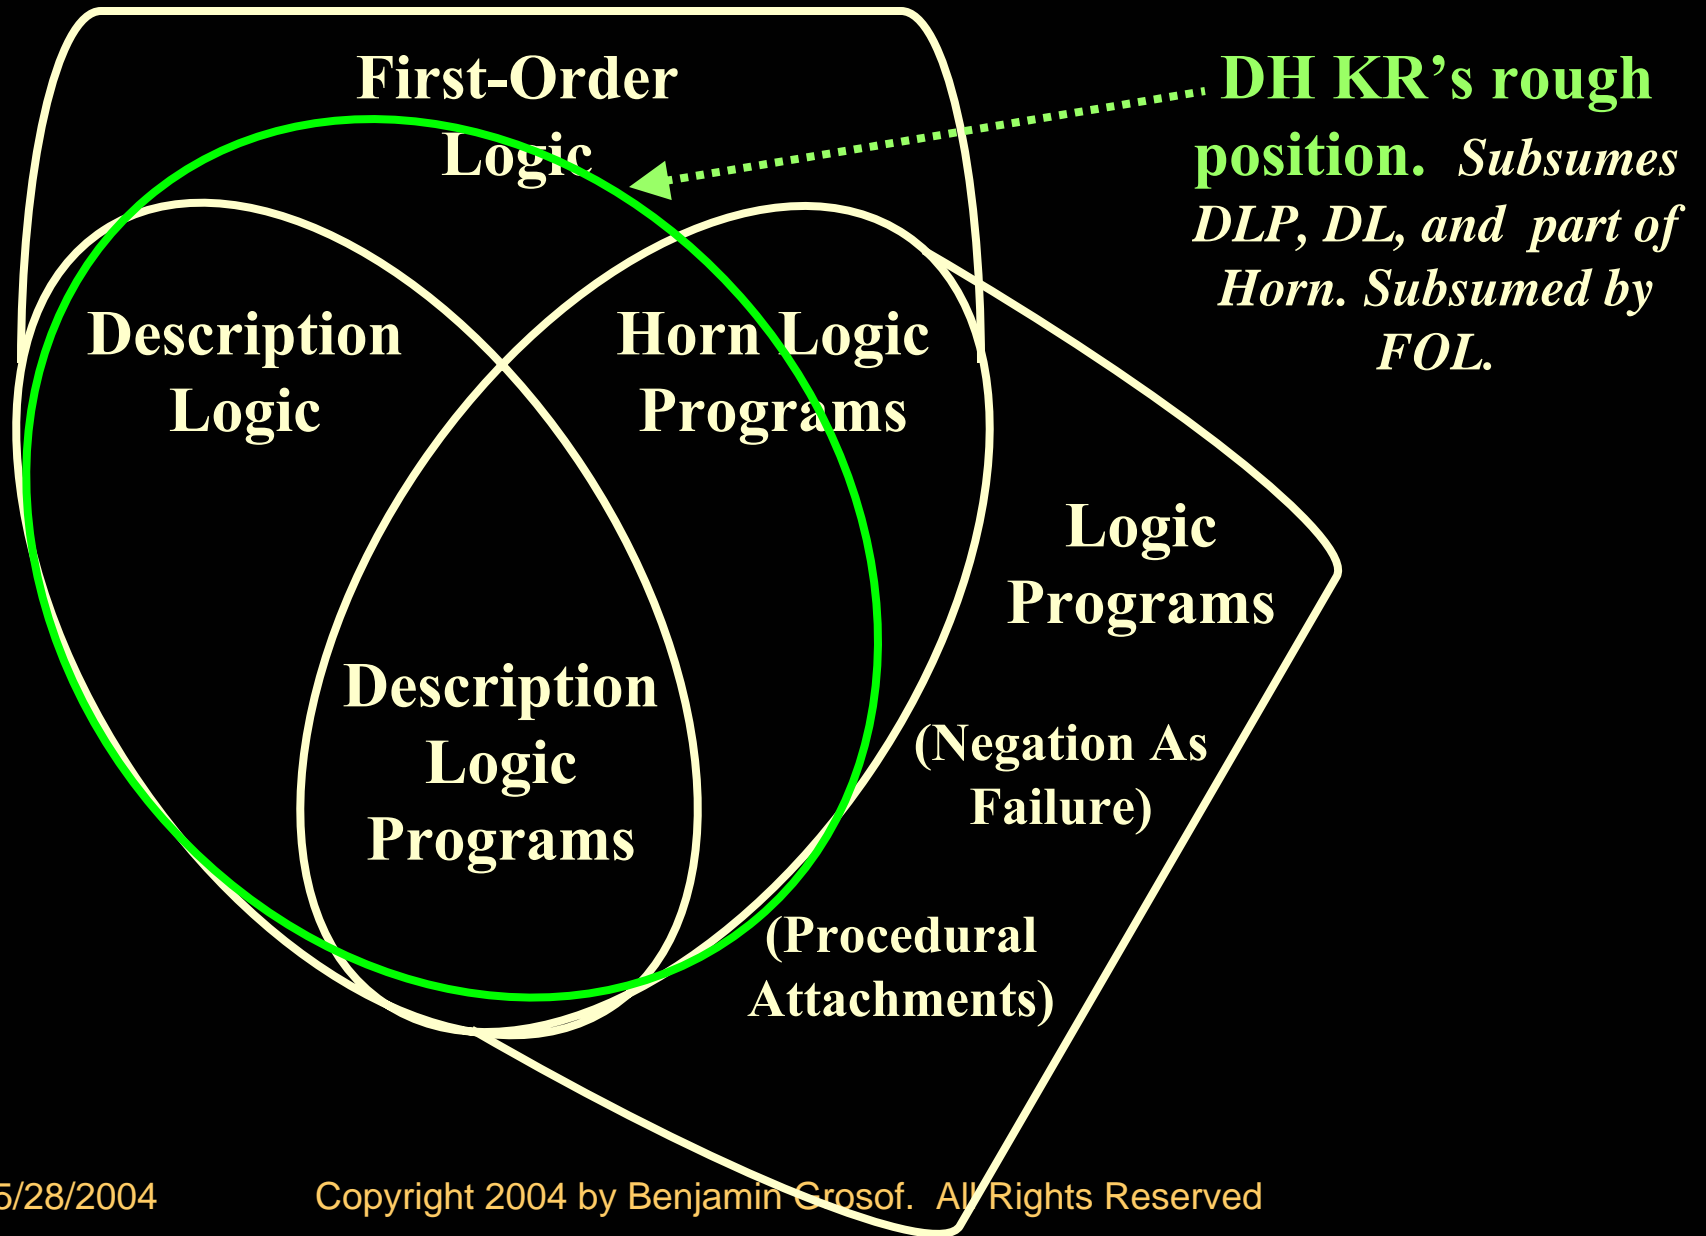 First-Order
Logic
DH KR’s rough
position. Subsumes
DLP, DL, and part of
Horn. Subsumed by
FOL.
Description
Logic
Horn Logic
Programs
Logic
Programs
Description
Logic
Programs
(Negation As
Failure)
(Procedural
Attachments)
5/28/2004
Copyright 2004 by Benjamin Grosof. All Rights Reserved